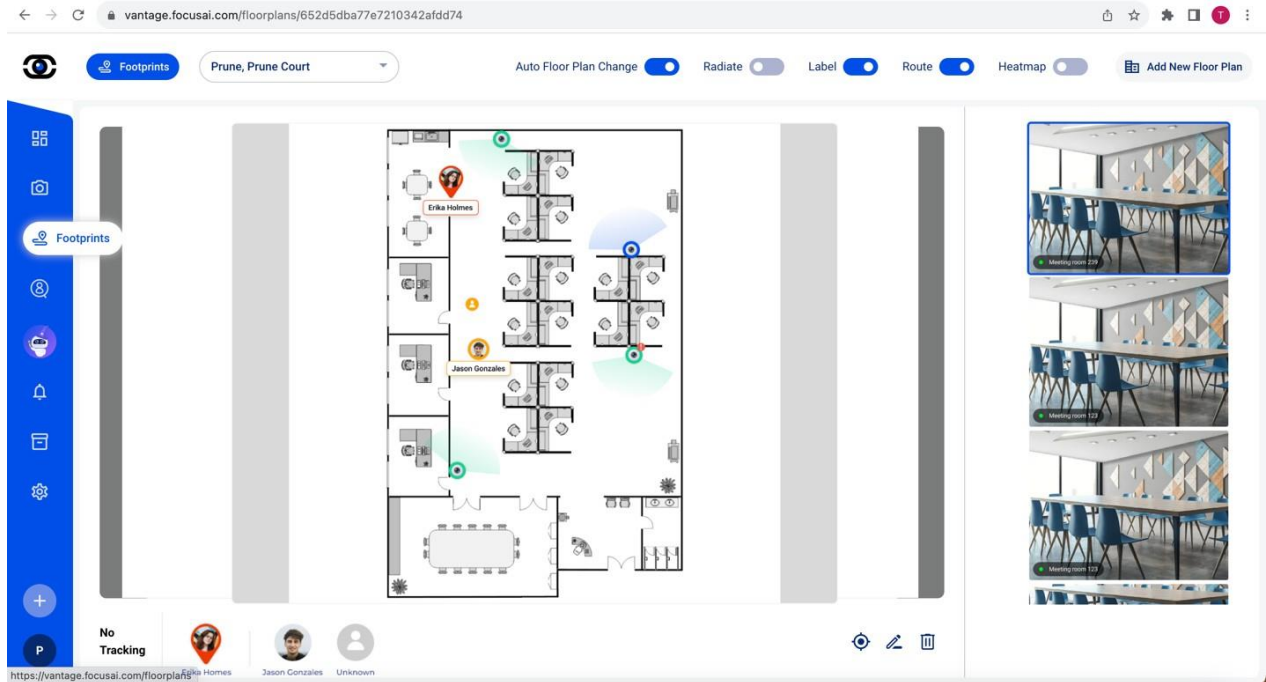 vantage.focusai.com/floorplans/652d5dba77e7210342afdd74
T
Footprints
Prune, Prune Court
Auto Floor Plan Change
Radiate
Label
Route
Heatmap
Add New Floor Plan
Footprints
Erika Holmes
Jason Gonzales
Meeting room 239
Meeting room 123
Meeting room 123
No
Tracking
Erika Homes
Jason Gonzales
Unknown
P
https://vantage.focusai.com/floorplans